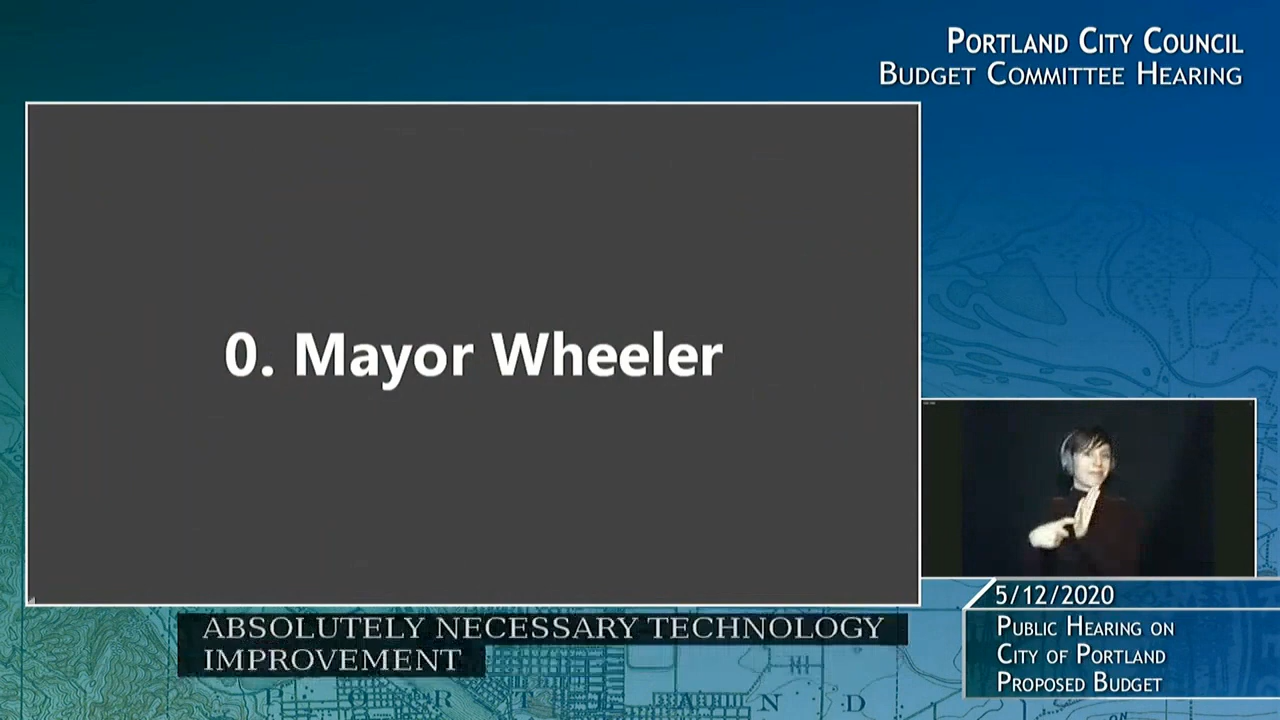 PORTLAND CITY COUNCIL
BUDGET COMMITTEE HEARING
0. Mayor Wheeler
ABSOLUTELY NECESSARY TECHNOLOGY
IMPROVEMENT
5/12/2020
PUBLIC HEARING ON
CITY OF PORTLAND
PROPOSED BUDGET
P O R T L A N D
ON